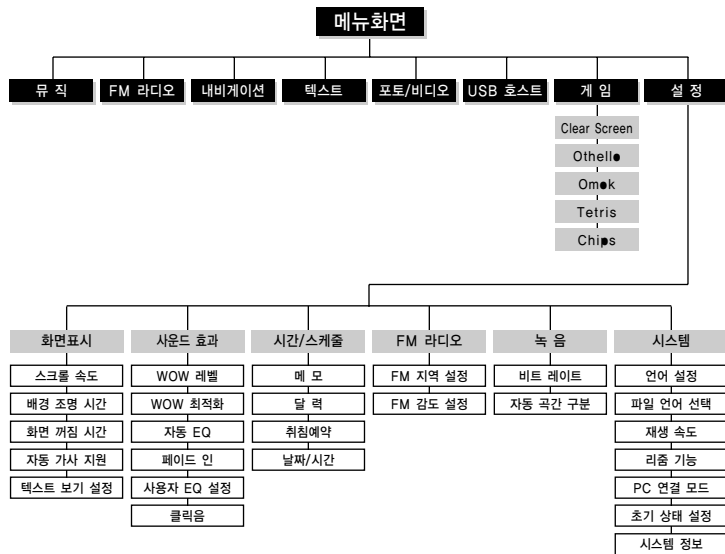 메뉴화면
뮤 직
FM 라디오
내비게이션
텍스트
포토/비디오
USB 호스트
게 임
설 정
Clear Screen
Othello
Omok
Tetris
Chips
화면표시
사운드 효과
시간/스케줄
FM 라디오
녹 음
시스템
스크롤 속도
배경 조명 시간
화면 꺼짐 시간
자동 가사 지원
텍스트 보기 설정
WOW 레벨
WOW 최적화
자동 EQ
페이드 인
사용자 EQ 설정
클릭음
메 모
달 력
취침예약
날짜/시간
FM 지역 설정
FM 감도 설정
비트 레이트
자동 곡간 구분
언어 설정
파일 언어 선택
재생 속도
리줌 기능
PC 연결 모드
초기 상태 설정
시스템 정보